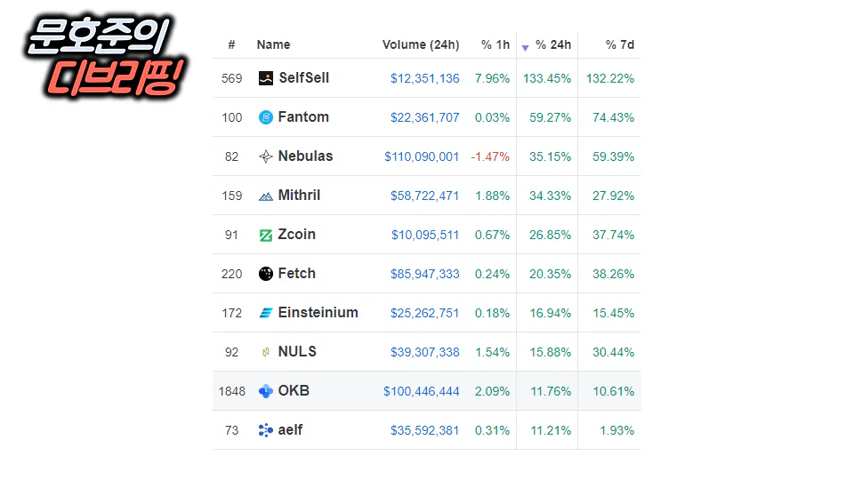 문호준의
디브리핑
# Name Volume (24h) % 1h % 24h % 7d
569 SelfSell $12,351,136 7.96% 133.45% 132.22%
100 Fantom $22,361,707 0.03% 59.27% 74.43%
82 Nebulas $110,090,001 -1.47% 35.15% 59.39%
159 Mithril $58,722,471 1.88% 34.33% 27.92%
91 Zcoin $10,095,511 0.67% 26.85% 37.74%
220 Fetch $85,947,333 0.24% 20.35% 38.26%
172 Einsteinium $25,262,751 0.18% 16.94% 15.45%
92 NULS $39,307,338 1.54% 15.88% 30.44%
1848 OKB $100,446,444 2.09% 11.76% 10.61%
73 aelf $35,592,381 0.31% 11.21% 1.93%